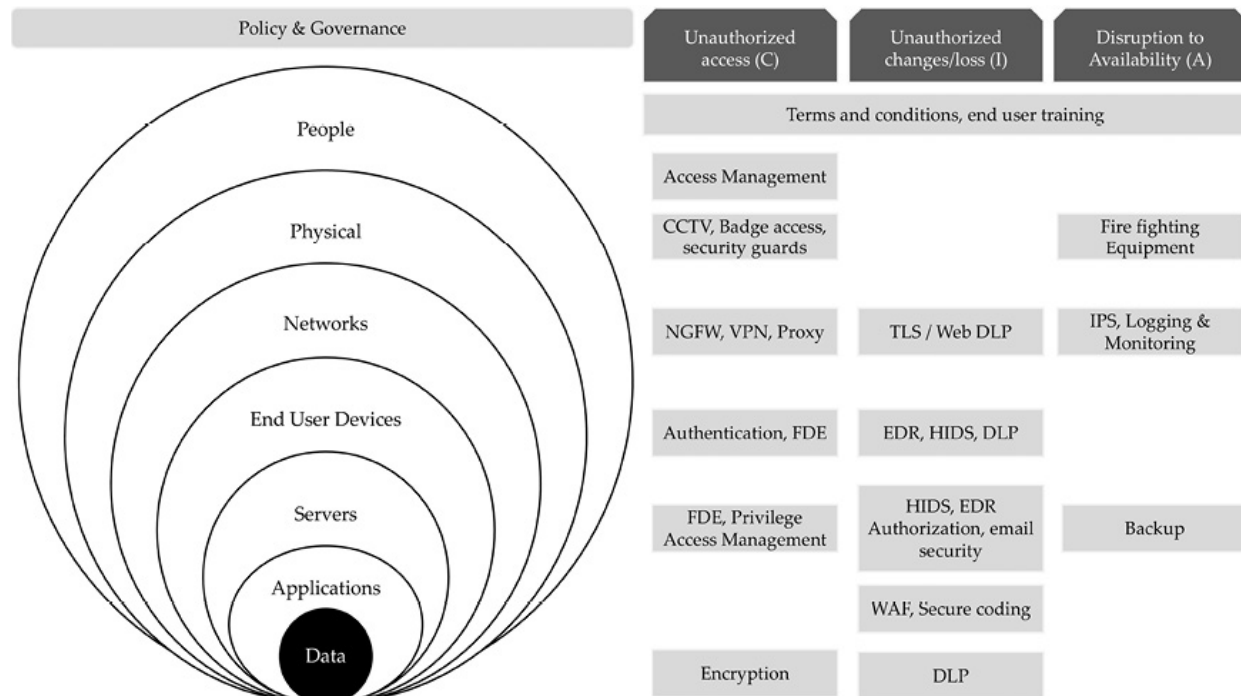 Policy & Governance
People
Physical
Networks
End User Devices
Servers
Applications
Data
Unauthorized
access (C)
Unauthorized
changes/loss (I)
Disruption to
Availability (A)
Terms and conditions, end user training
Access Management
CCTV, Badge access,
security guards
Fire fighting
Equipment
NGFW, VPN, Proxy
TLS / Web DLP
IPS, Logging &
Monitoring
Authentication, FDE
EDR, HIDS, DLP
FDE, Privilege
Access Management
HIDS, EDR
Authorization, email
security
Backup
WAF, Secure coding
Encryption
DLP